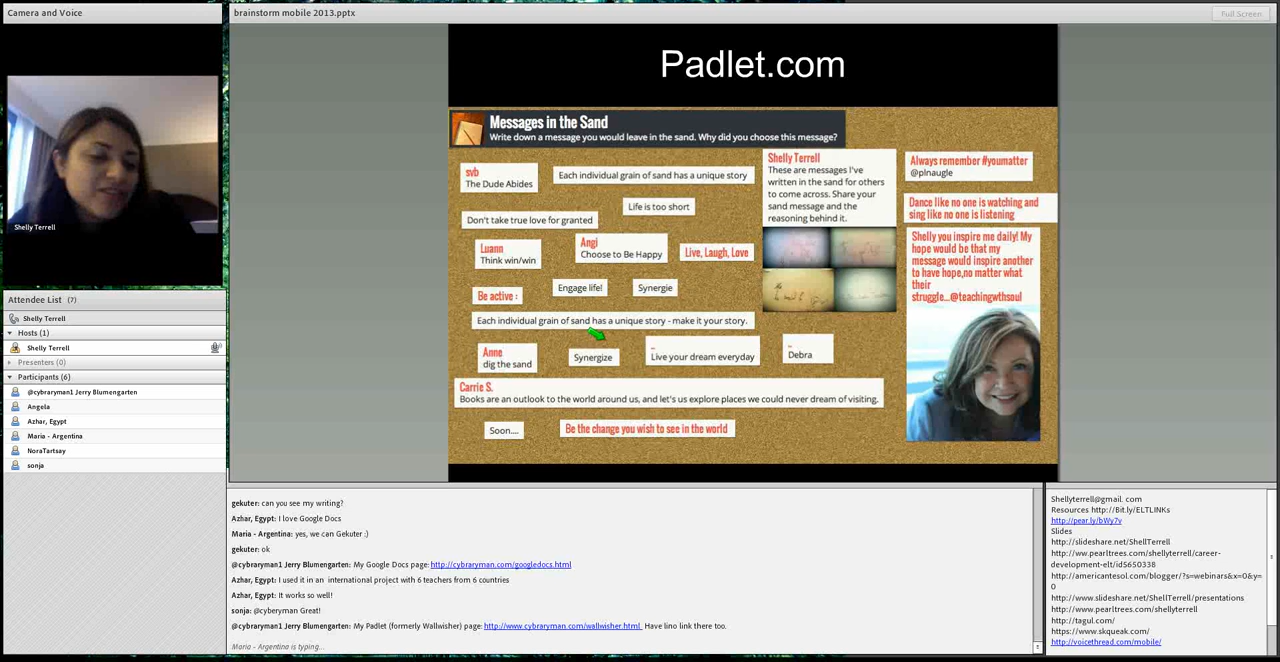 Camera and Voice
Shelly Terrell
Attendee List (7)
Shelly Terrell
Hosts (1)
Shelly Terrell
Presenters (0)
Participants (6)
@cybraryman1 Jerry Blumengarten
Angela
Azhar, Egypt
Maria - Argentina
NoraTartsay
sonja
brainstorm mobile 2013.pptx
Full Screen
Padlet.com
Messages in the Sand
Write down a message you would leave in the sand. Why did you choose this message?
svb
The Dude Abides
Each individual grain of sand has a unique story
Life is too short
Don't take true love for granted
Luann
Think win/win
Angi
Choose to Be Happy
Live, Laugh, Love
Be active :
Engage life!
Synergie
Each individual grain of sand has a unique story - make it your story.
Anne
dig the sand
Synergize
Live your dream everyday
Debra
Carrie S.
Books are an outlook to the world around us, and let's us explore places we could never dream of visiting.
Soon....
Be the change you wish to see in the world
Shelly Terrell
These are messages I've
written in the sand for others
to come across. Share your
sand message and the
reasoning behind it.
Always remember #youmatter
@plnaugle
Dance like no one is watching and
sing like no one is listening
Shelly you inspire me daily! My
hope would be that my
message would inspire another
to have hope,no matter what
their
struggle...@teachingwthsoul
gekuter: can you see my writing?
Azhar, Egypt: I love Google Docs
Maria - Argentina: yes, we can Gekuter ;)
gekuter: ok
@cybraryman1 Jerry Blumengarten: My Google Docs page: http://cybraryman.com/googledocs.html
Azhar, Egypt: I used it in an international project with 6 teachers from 6 countries
Azhar, Egypt: It works so well!
sonja: @cyberyman Great!
@cybraryman1 Jerry Blumengarten: My Padlet (formerly Wallwisher) page: http://www.cybraryman.com/wallwisher.html Have lino link there too.
Maria - Argentina is typing...
Shellyterrell@gmail. com
Resources http://Bit.ly/ELTLINKs
http://pear.ly/bWy7v
Slides
http://slideshare.net/ShellTerrell
http://ww.pearltrees.com/shellyterrell/career-
development-elt/id5650338
http://americantesol.com/blogger/?s=webinars&x=0&y=
0
http://www.slideshare.net/ShellTerrell/presentations
http://www.pearltrees.com/shellyterrell
http://tagul.com/
https://www.skqueak.com/
http://voicethread.com/mobile/